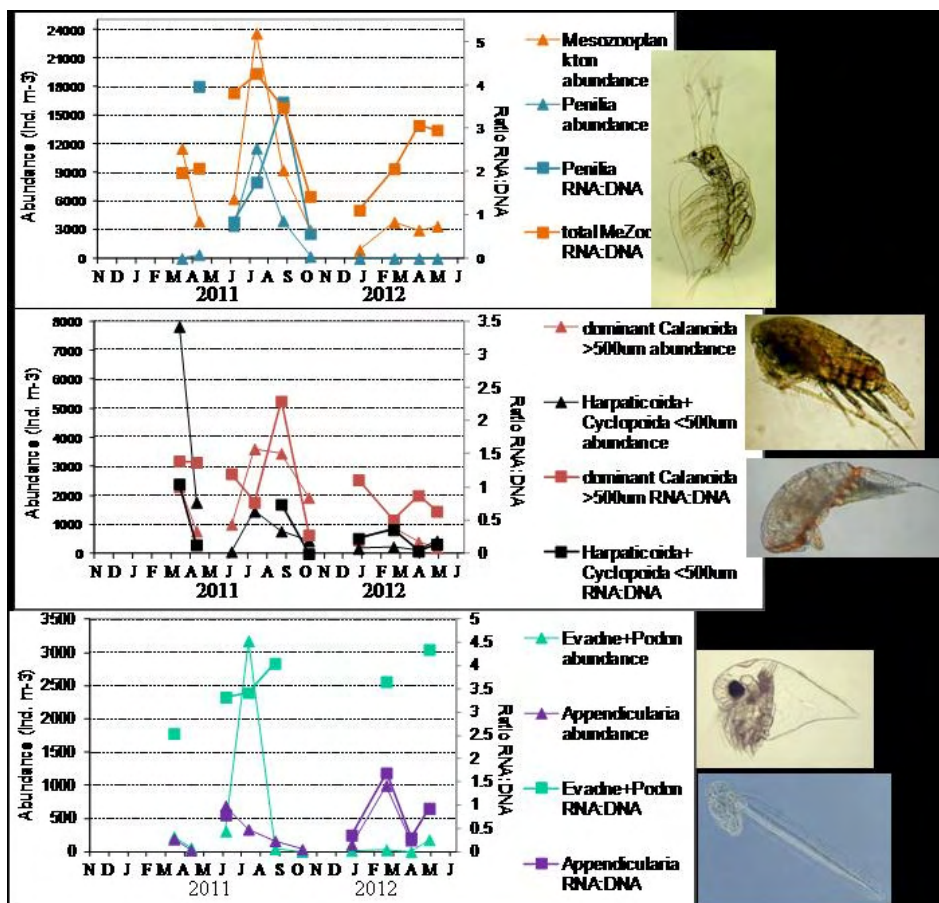 24000
21000
18000
15000
12000
9000
6000
3000
0
Abundance (Ind. m-3)
5
4
3
2
1
0
Ratio RNA:DNA
N D J F M A M J J A S O N D J F M A M J
2011 2012
Mesozooplan
kton
abundance
Penilia
abundance
Penilia
RNA:DNA
total MeZoc
RNA:DNA
8000
7000
6000
5000
4000
3000
2000
1000
0
Abundance (Ind. m-3)
3.5
3
2.5
2
1.5
1
0.5
0
Ratio RNA:DNA
N D J F M A M J J A S O N D J F M A M J
2011 2012
dominant Calanoida
>500um abundance
Harpaticoida+
Cyclopoida <500um
abundance
dominant Calanoida
>500um RNA:DNA
Harpaticoida+
Cyclopoida <500um
RNA:DNA
3500
3000
2500
2000
1500
1000
500
0
Abundance (Ind. m-3)
5
4.5
4
3.5
3
2.5
2
1.5
1
0.5
0
Ratio RNA:DNA
N D J F M A M J J A S O N D J F M A M J
2011 2012
Evadne+Podon
abundance
Appendicularia
abundance
Evadne+Podon
RNA:DNA
Appendicularia
RNA:DNA